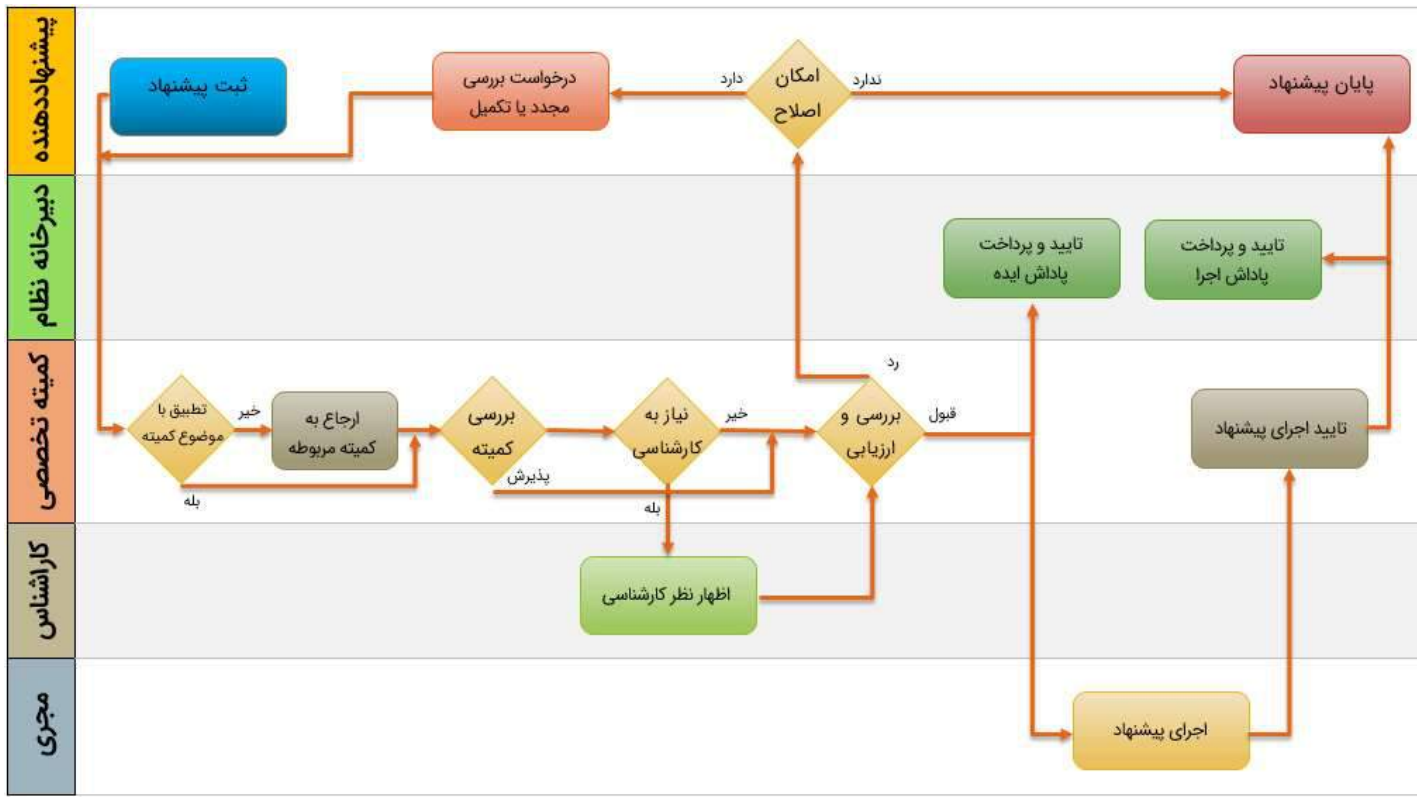 پیشنهاددهنده
ثبت پیشنهاد
درخواست بررسی
مجدد یا تکمیل
دارد
امکان
اصلاح
ندارد
پایان پیشنهاد
دبیرخانه نظام
تایید و پرداخت
پاداش ایده
تایید و پرداخت
پاداش اجرا
کمیته تخصصی
تطبیق با
موضوع کمیته
خیر
بله
ارجاع به
کمیته مربوطه
بررسی
کمیته
پذیرش
نیاز به
کارشناسی
خیر
بله
بررسی و
ارزیابی
رد
قبول
تایید اجرای پیشنهاد
کاراشناس
اظهار نظر کارشناسی
مجری
اجرای پیشنهاد